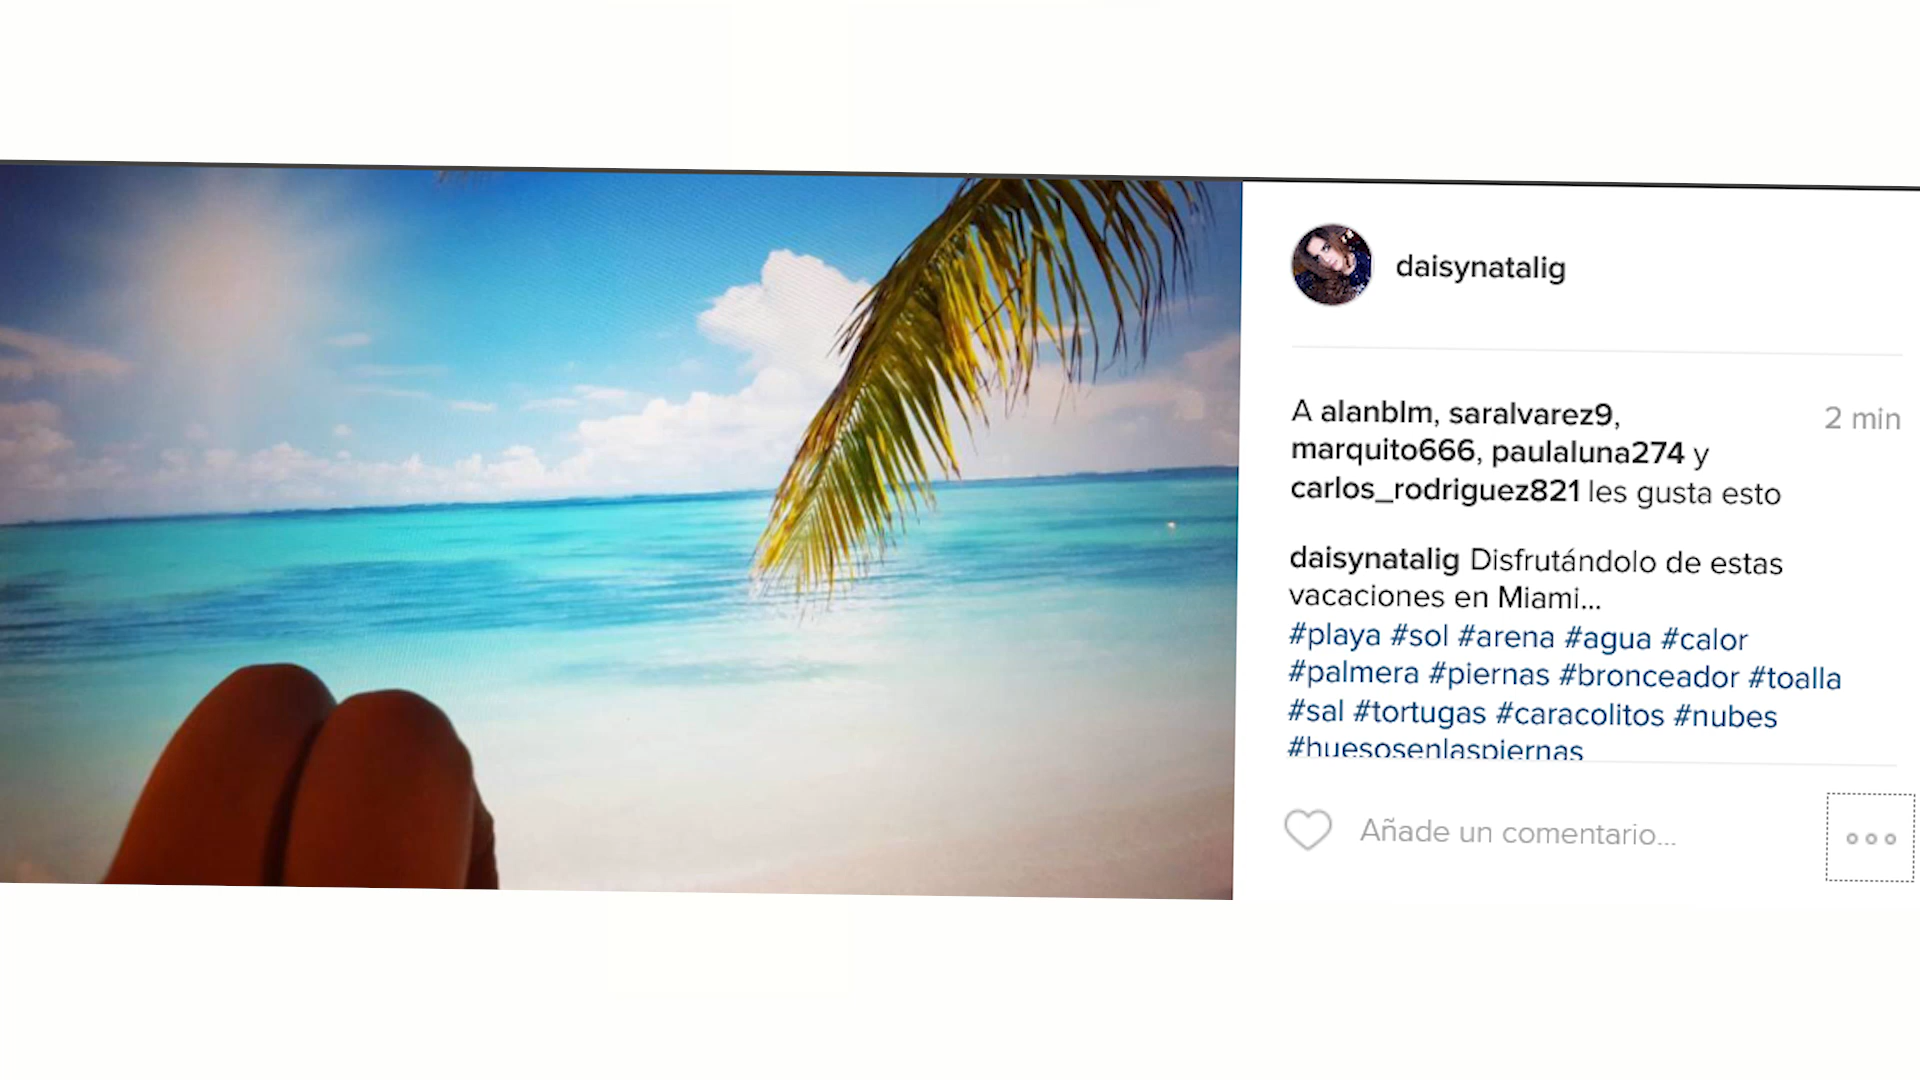 daisynatalig
A alanblm, saralvarez9,
2 min
marquito666, paulaluna274 y
carlos_rodriguez821 les gusta esto
daisynatalig Disfrutándolo de estas
vacaciones en Miami...
#playa #sol #arena #agua #calor
#palmera #piernas #bronceador #toalla
#sal #tortugas #caracolitos #nubes
#huesosenlaspiernas
Añade un comentario...